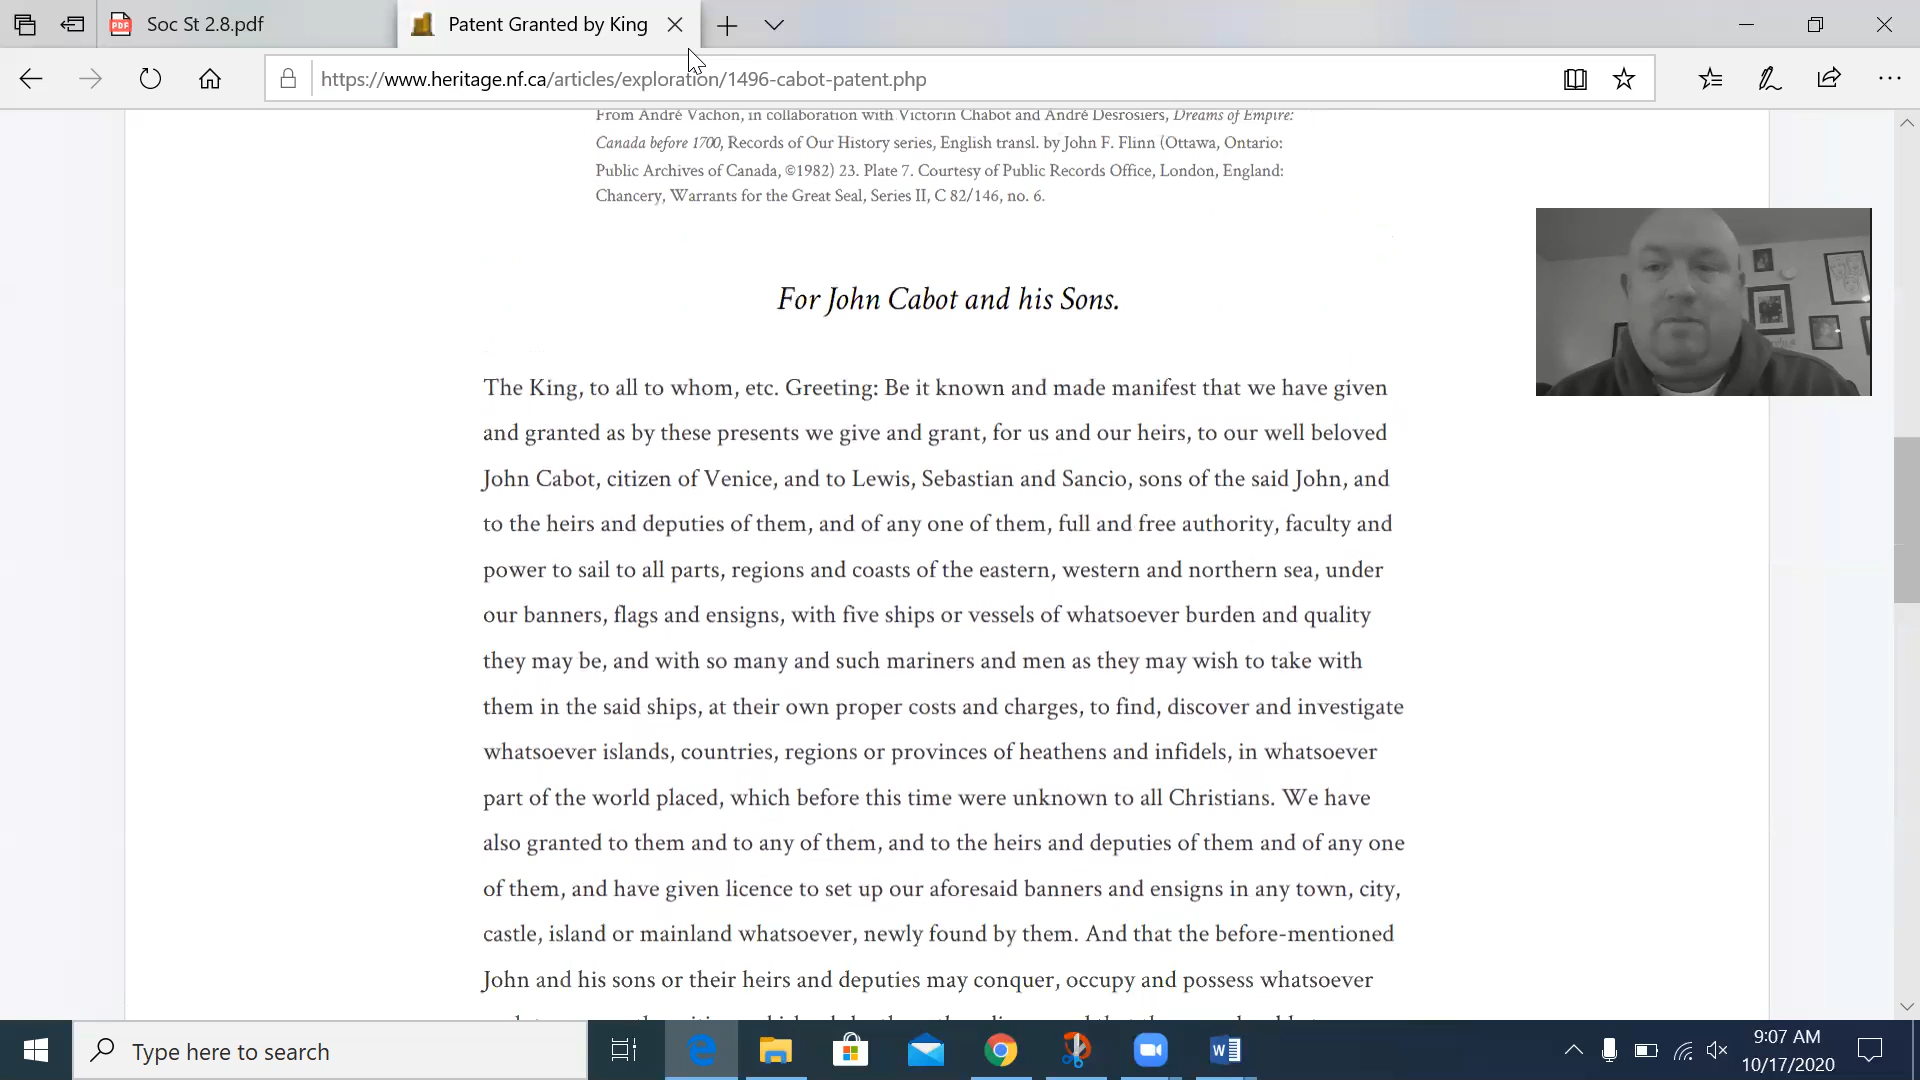 Soc St 2.8.pdf
Patent Granted by King
https://www.heritage.nf.ca/articles/exploration/1496-cabot-patent.php
From André Vachon, in collaboration with Victorin Chabot and André Desrosiers, Dreams of Empire:
Canada before 1700, Records of Our History series, English transl. by John F. Flinn (Ottawa, Ontario:
Public Archives of Canada, ©1982) 23. Plate 7. Courtesy of Public Records Office, London, England:
Chancery, Warrants for the Great Seal, Series II, C 82/146, no. 6.
For John Cabot and his Sons.
The King, to all to whom, etc. Greeting: Be it known and made manifest that we have given
and granted as by these presents we give and grant, for us and our heirs, to our well beloved
John Cabot, citizen of Venice, and to Lewis, Sebastian and Sancio, sons of the said John, and
to the heirs and deputies of them, and of any one of them, full and free authority, faculty and
power to sail to all parts, regions and coasts of the eastern, western and northern sea, under
our banners, flags and ensigns, with five ships or vessels of whatsoever burden and quality
they may be, and with so many and such mariners and men as they may wish to take with
them in the said ships, at their own proper costs and charges, to find, discover and investigate
whatsoever islands, countries, regions or provinces of heathens and infidels, in whatsoever
part of the world placed, which before this time were unknown to all Christians. We have
also granted to them and to any of them, and to the heirs and deputies of them and of any one
of them, and have given licence to set up our aforesaid banners and ensigns in any town, city,
castle, island or mainland whatsoever, newly found by them. And that the before-mentioned
John and his sons or their heirs and deputies may conquer, occupy and possess whatsoever
Type here to search
9:07 AM
10/17/2020